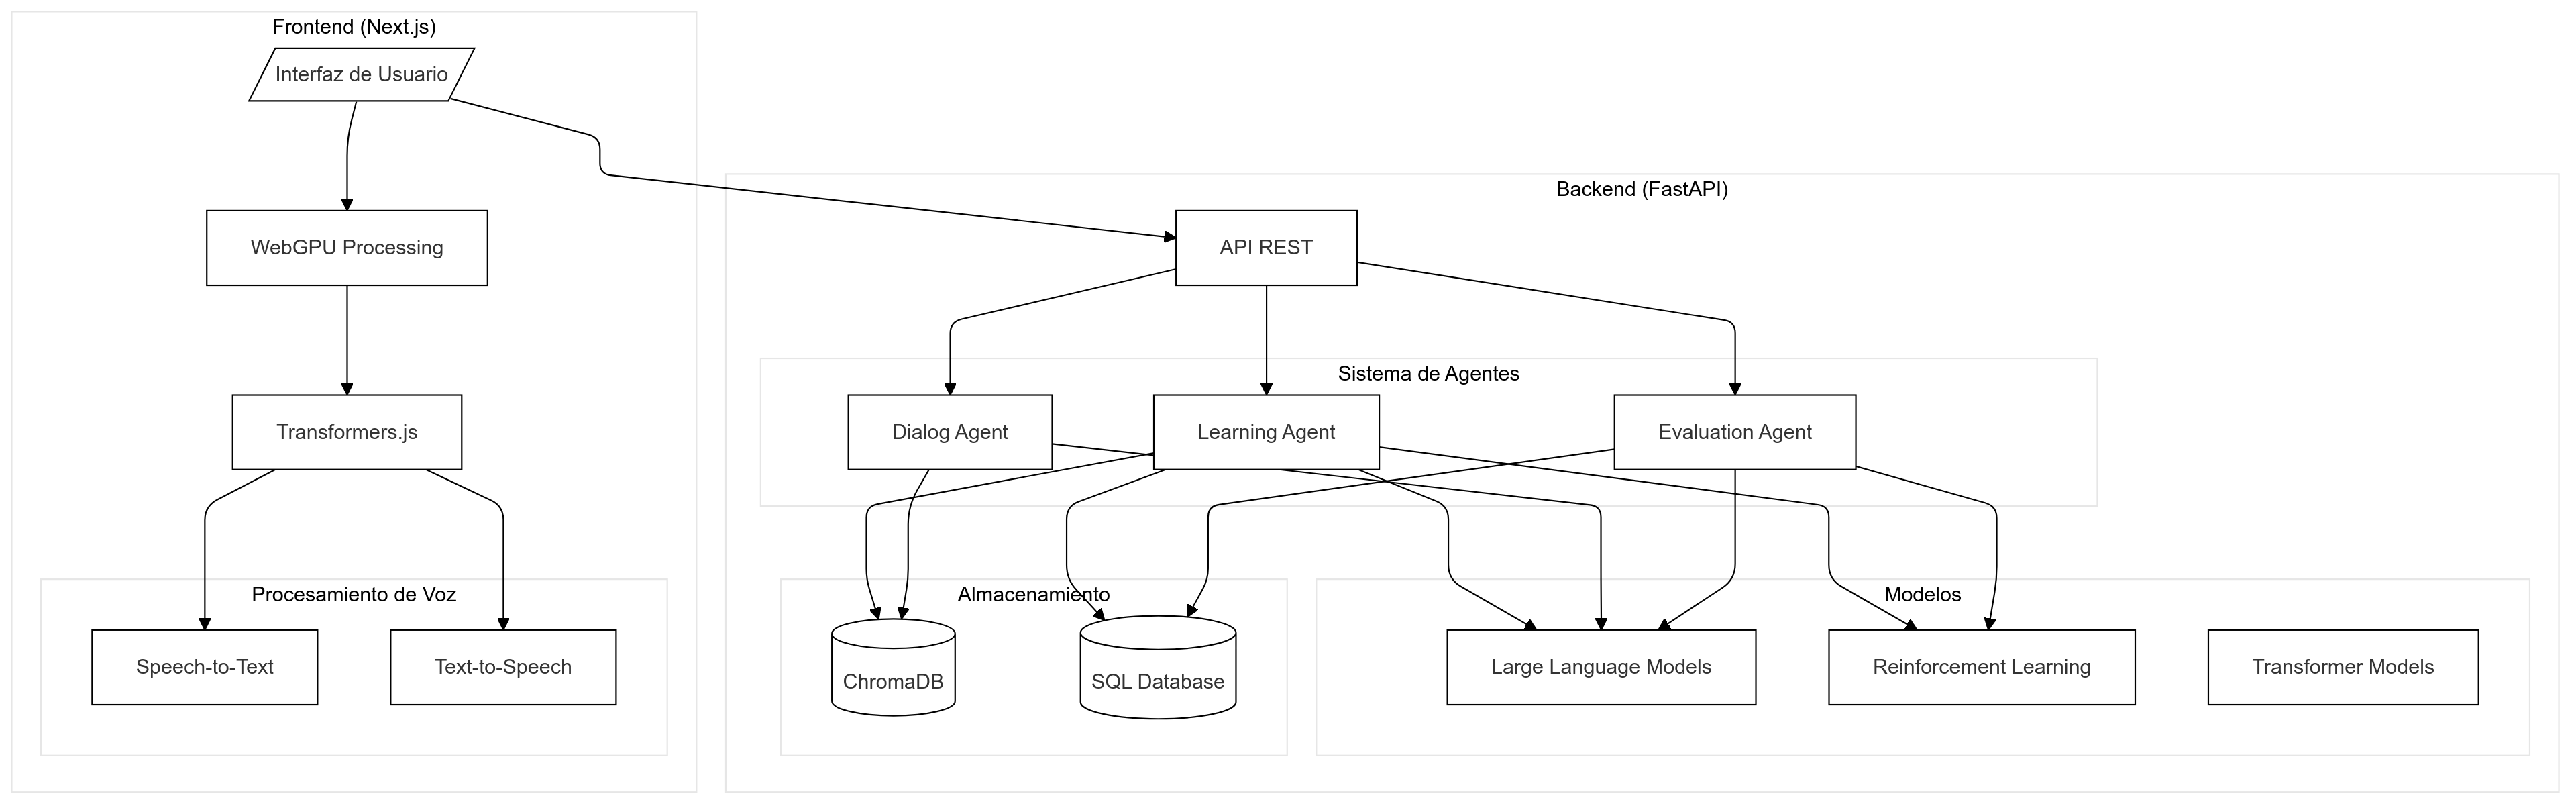 Frontend (Next.js)
Interfaz de Usuario
WebGPU Processing
Transformers.js
Procesamiento de Voz
Speech-to-Text
Text-to-Speech
Backend (FastAPI)
API REST
Sistema de Agentes
Dialog Agent
Learning Agent
Evaluation Agent
Almacenamiento
ChromaDB
SQL Database
Modelos
Large Language Models
Reinforcement Learning
Transformer Models